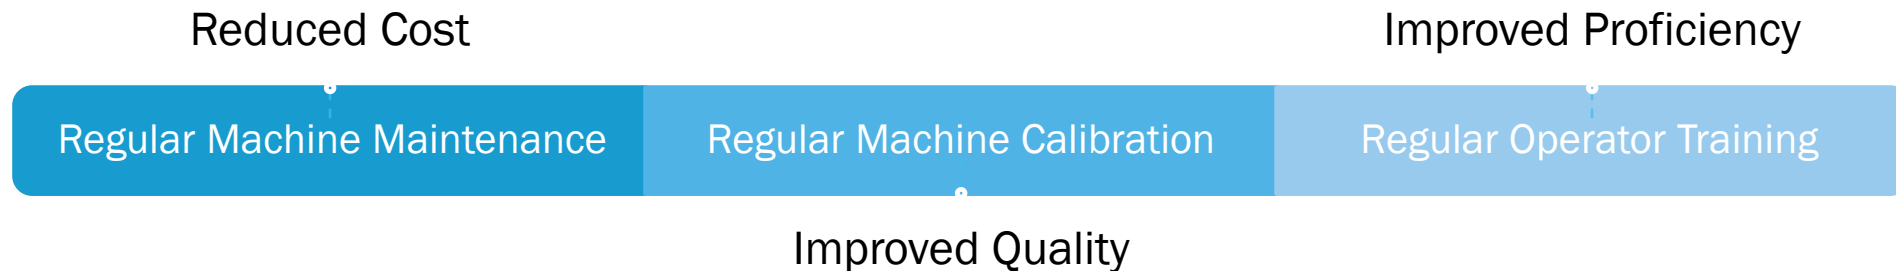 Reduced Cost
Improved Proficiency
Regular Machine Maintenance
Regular Machine Calibration
Regular Operator Training
Improved Quality